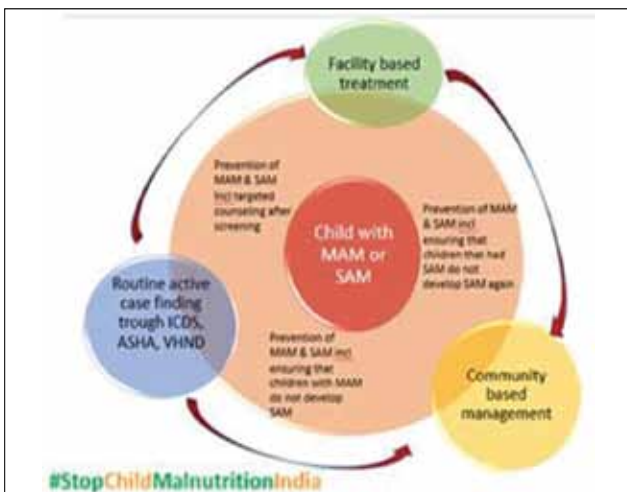 Facility based
treatment
Prevention of
MAM & SAM
incl targeted
counseling after
screening
Child with
MAM or
SAM
Prevention of MAM
& SAM incl
ensuring that
children that had
SAM do not
develop SAM again
Routine active
case finding
trough ICDS,
ASHA, VHND
Prevention of
MAM & SAM incl
ensuring that
children with MAM
do not develop
SAM
Community
based
management
#StopChildMalnutritionIndia